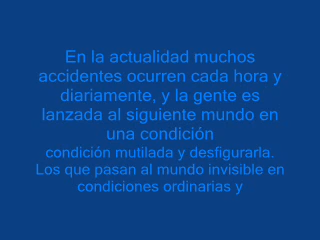 En la actualidad muchos
accidentes ocurren cada hora y
diariamente, y la gente es
lanzada al siguiente mundo en
una condición
condición mutilada y desfigurarla.
Los que pasan al mundo invisible en
condiciones ordinarias y